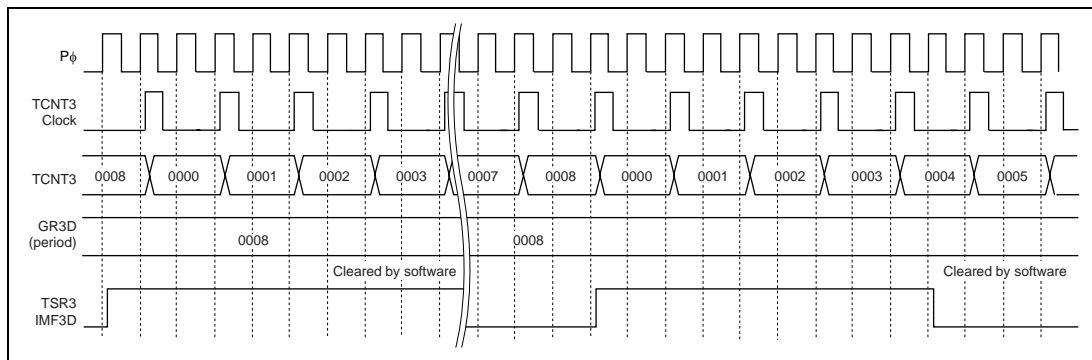 Pφ
TCNT3
Clock
TCNT3
0008 0000 0001 0002 0003 0007 0008 0000 0001 0002 0003 0004 0005
GR3D
(period)
0008 0008
Cleared by software Cleared by software
TSR3
IMF3D